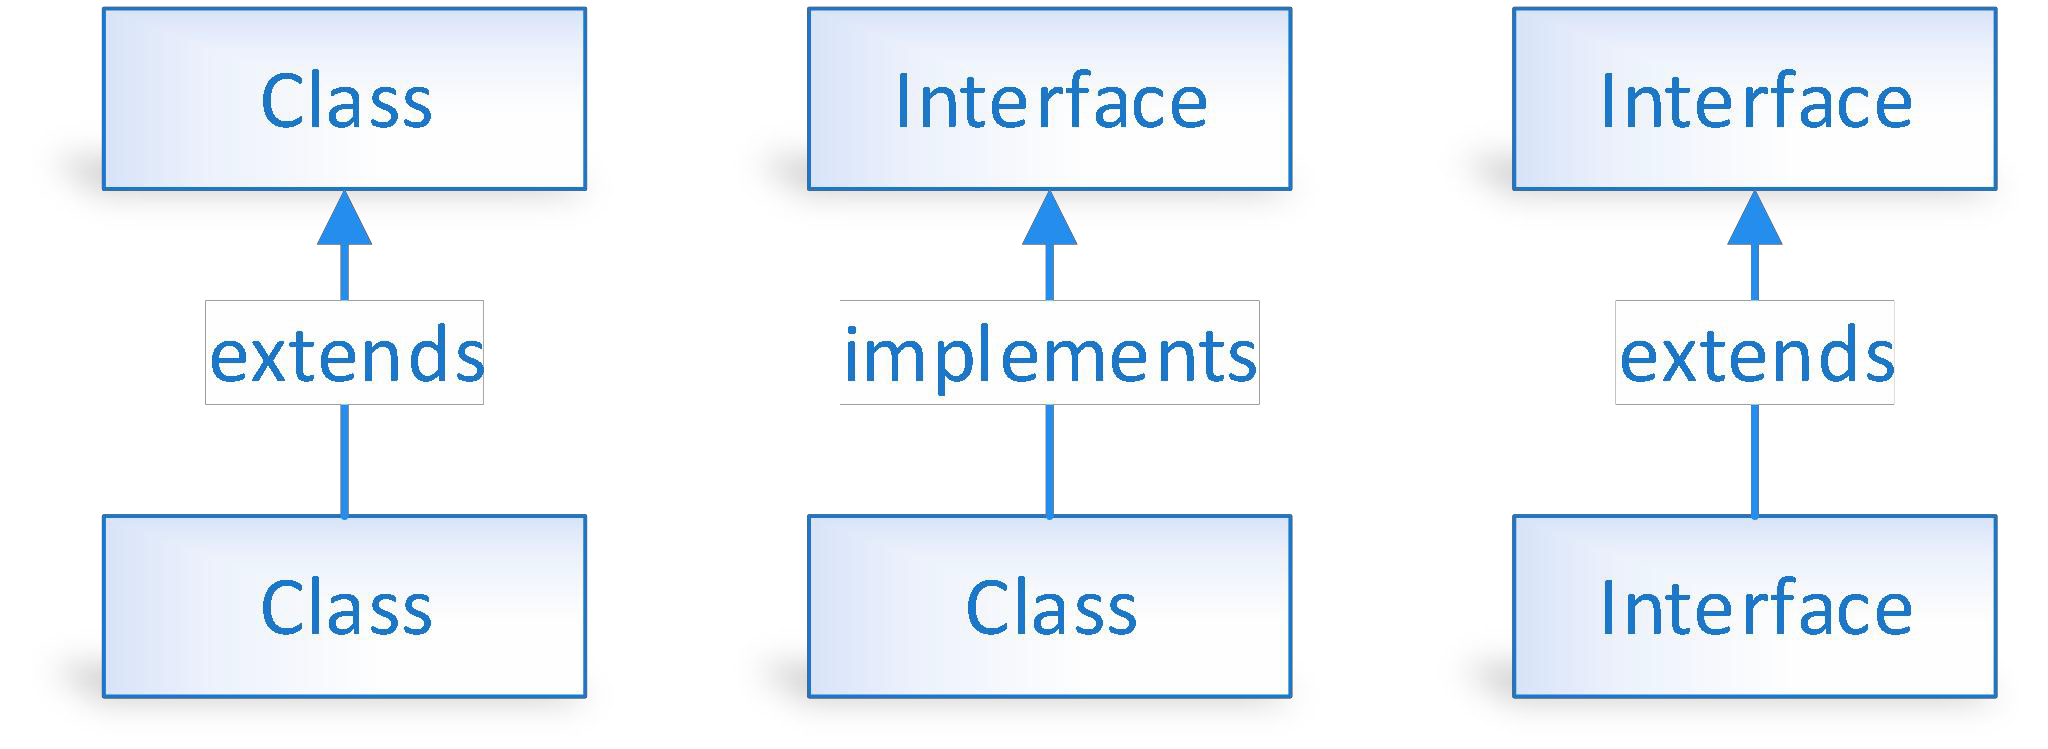 Class
Interface
Interface
extends
implements
extends
Class
Class
Interface